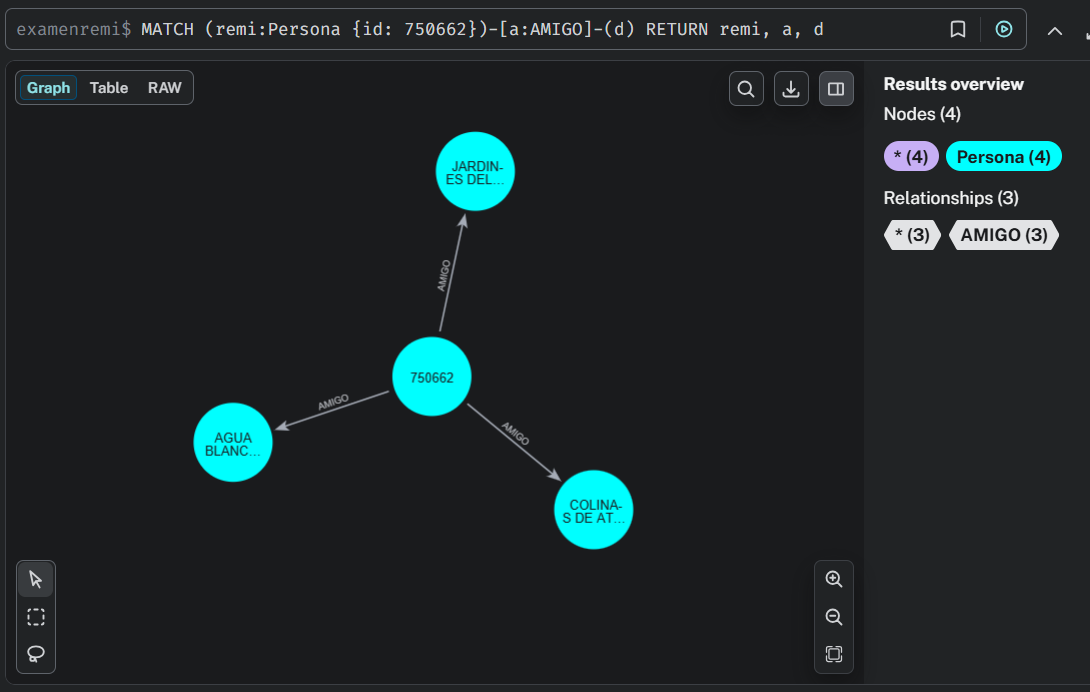 examenremi$ MATCH (remi:Persona {id: 750662})-[a:AMIGO]-(d) RETURN remi, a, d
Graph Table RAW
Results overview
Nodes (4)
* (4) Persona (4)
Relationships (3)
* (3) AMIGO (3)
JARDIN-
ES DEL...
AMIGO
750662
AMIGO
AMIGO
AGUA
BLANC...
COLINA-
S DE AT...